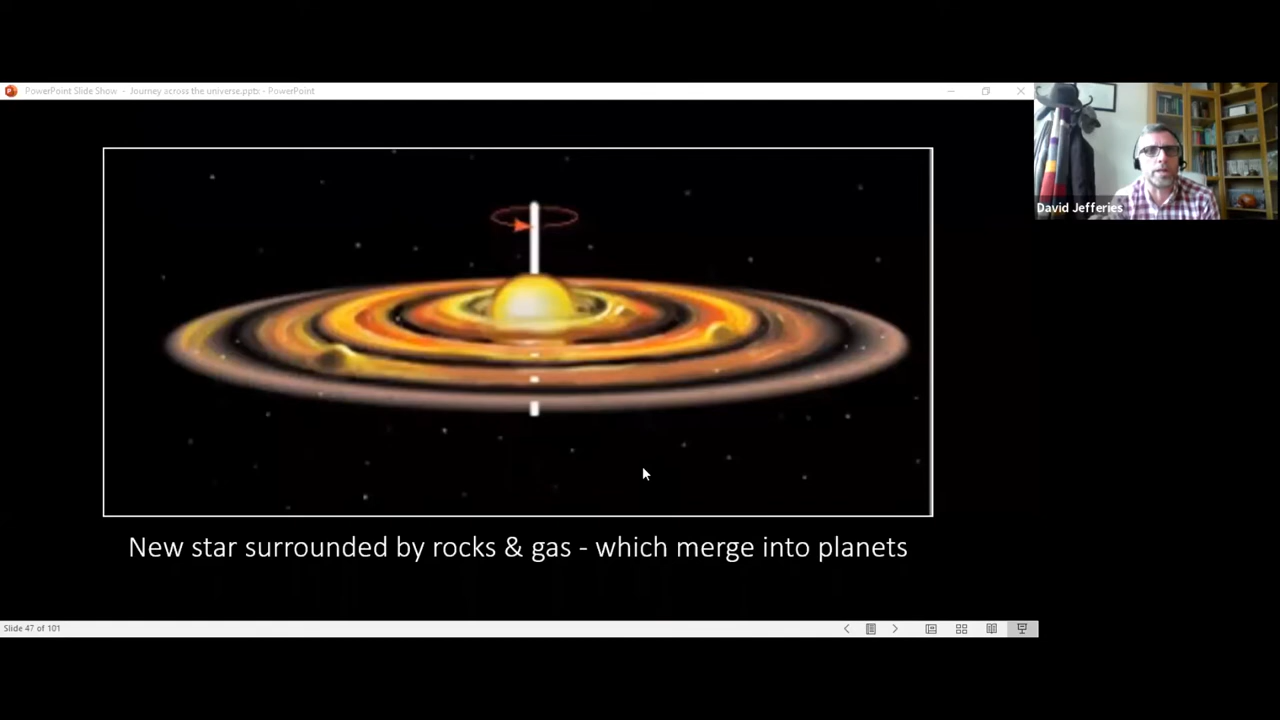 PowerPoint Slide Show - Journey across the universe.pptx - PowerPoint
David Jefferies
New star surrounded by rocks & gas - which merge into planets
Slide 47 of 101